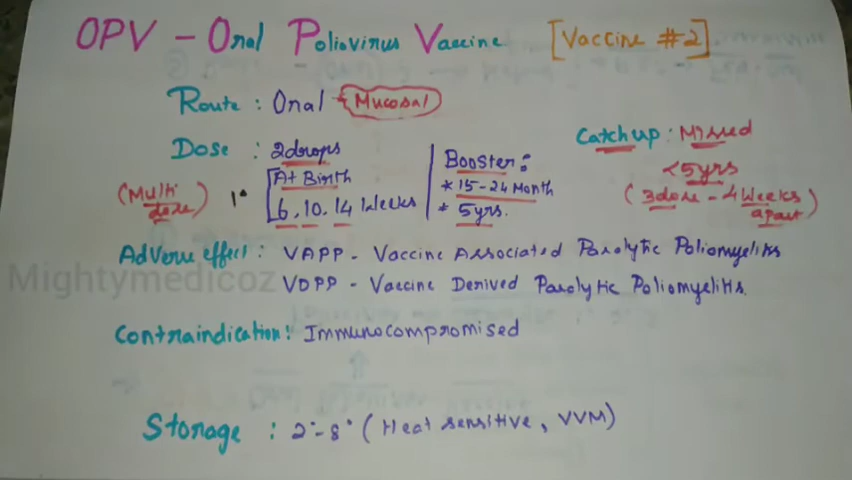 OPV - Oral Poliovirus Vaccine [Vaccine #2]
Route : Oral - Mucosal
Dose : 2drops
(Multi dose) 1° [At Birth
6, 10, 14 Weeks
Booster :
* 15-24 Month
* 5yrs.
Catch up : Missed
<5yrs
(3dose - 4 Weeks apart)
Adverse effect : VAPP - Vaccine Associated Paralytic Poliomyelitis
VDPP - Vaccine Derived Paralytic Poliomyelitis.
Mightymedicoz
Contraindication : Immunocompromised
Storage : 2°-8° (Heat sensitive, VVM)